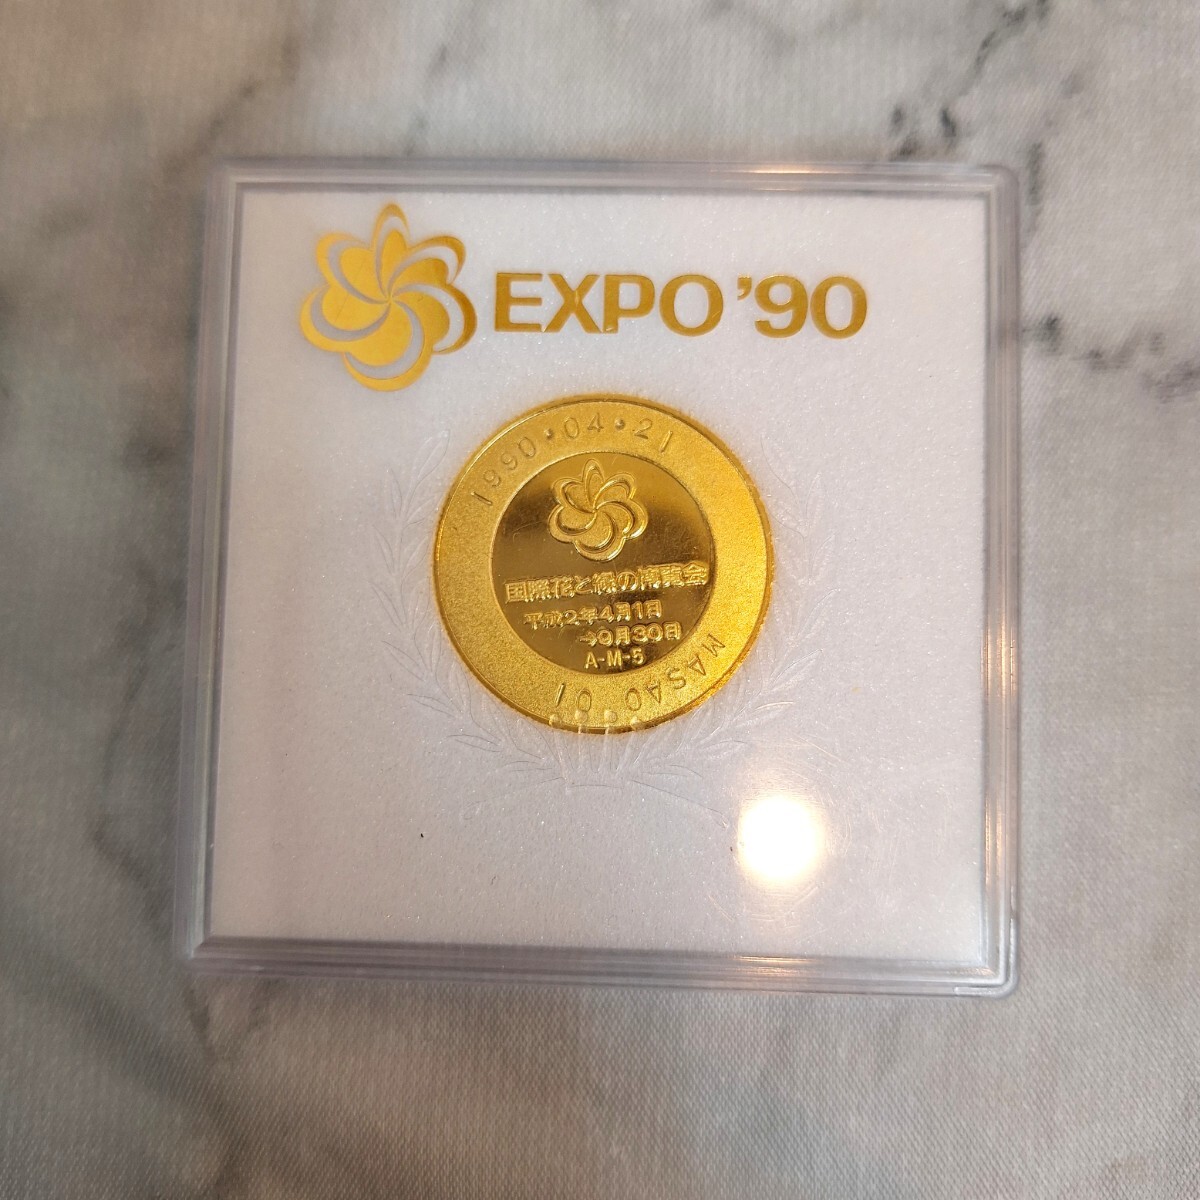 EXPO '90
1990・04・21
国際花と緑の博覧会
平成2年4月1日
→9月30日
A-M-5
MASAO 01